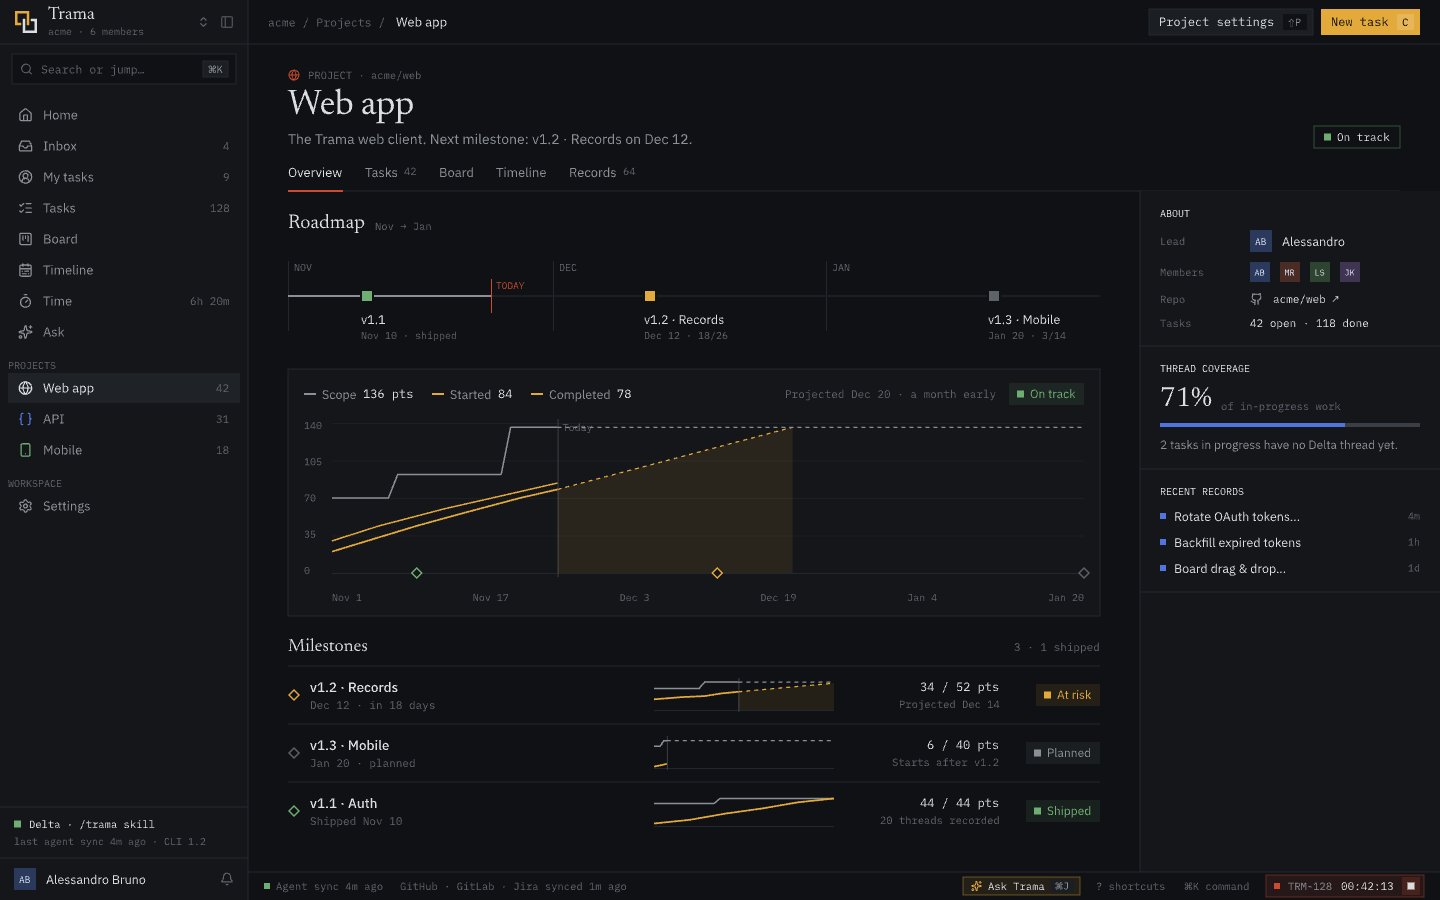 Trama
acme · 6 members
Search or jump… ⌘K
Home
Inbox 4
My tasks 9
Tasks 128
Board
Timeline
Time 6h 20m
Ask
PROJECTS
Web app 42
API 31
Mobile 18
WORKSPACE
Settings
Delta · /trama skill
last agent sync 4m ago · CLI 1.2
AB Alessandro Bruno
acme / Projects / Web app
Project settings ⇧P
New task C
PROJECT · acme/web
Web app
The Trama web client. Next milestone: v1.2 · Records on Dec 12.
On track
Overview Tasks 42 Board Timeline Records 64
Roadmap Nov → Jan
NOV DEC JAN
TODAY
v1.1 v1.2 · Records v1.3 · Mobile
Nov 10 · shipped Dec 12 · 18/26 Jan 20 · 3/14
Scope 136 pts Started 84 Completed 78 Projected Dec 20 · a month early On track
140
Today
105
70
35
0
Nov 1 Nov 17 Dec 3 Dec 19 Jan 4 Jan 20
Milestones 3 · 1 shipped
v1.2 · Records 34 / 52 pts
Dec 12 · in 18 days Projected Dec 14
At risk
v1.3 · Mobile 6 / 40 pts
Jan 20 · planned Starts after v1.2
Planned
v1.1 · Auth 44 / 44 pts
Shipped Nov 10 20 threads recorded
Shipped
ABOUT
Lead AB Alessandro
Members AB MR LS JK
Repo acme/web ↗
Tasks 42 open · 118 done
THREAD COVERAGE
71% of in-progress work
2 tasks in progress have no Delta thread yet.
RECENT RECORDS
Rotate OAuth tokens… 4m
Backfill expired tokens 1h
Board drag & drop… 1d
Agent sync 4m ago GitHub · GitLab · Jira synced 1m ago
Ask Trama ⌘J ? shortcuts ⌘K command TRM-128 00:42:13